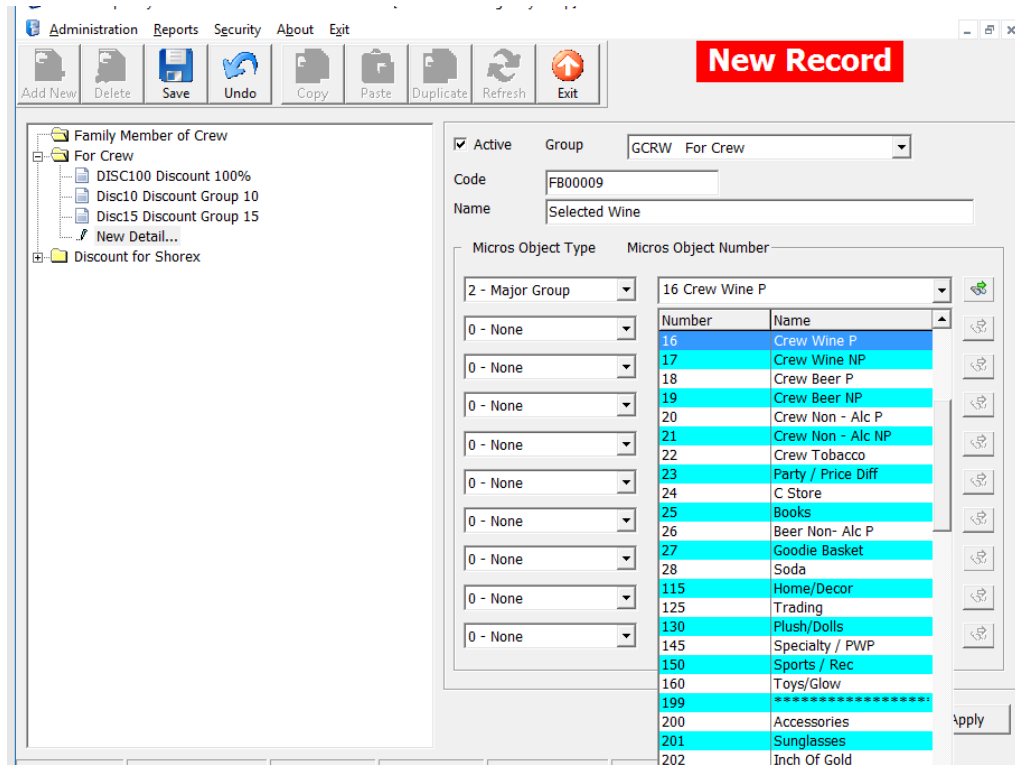 Administration Reports Security About Exit
Add New Delete Save Undo Copy Paste Duplicate Refresh Exit
New Record
Family Member of Crew
For Crew
DISC100 Discount 100%
Disc10 Discount Group 10
Disc15 Discount Group 15
New Detail...
Discount for Shorex
Active Group GCRW For Crew
Code FB00009
Name Selected Wine
Micros Object Type Micros Object Number
2 - Major Group 16 Crew Wine P
0 - None
0 - None
0 - None
0 - None
0 - None
0 - None
0 - None
0 - None
0 - None
Number Name
16 Crew Wine P
17 Crew Wine NP
18 Crew Beer P
19 Crew Beer NP
20 Crew Non - Alc P
21 Crew Non - Alc NP
22 Crew Tobacco
23 Party / Price Diff
24 C Store
25 Books
26 Beer Non- Alc P
27 Goodie Basket
28 Soda
115 Home/Decor
125 Trading
130 Plush/Dolls
145 Specialty / PWP
150 Sports / Rec
160 Toys/Glow
199 ******************
200 Accessories
201 Sunglasses
202 Inch Of Gold
Apply